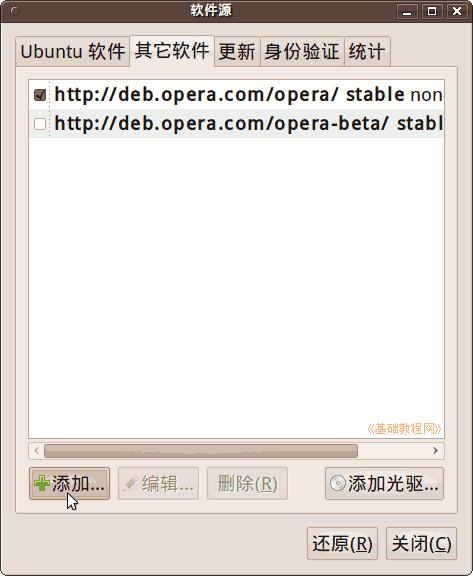 软件源
Ubuntu 软件 其它软件 更新 身份验证 统计
http://deb.opera.com/opera/ stable non
http://deb.opera.com/opera-beta/ stabl
《基础教程网》
添加... 编辑... 删除(R) 添加光驱...
还原(R) 关闭(C)